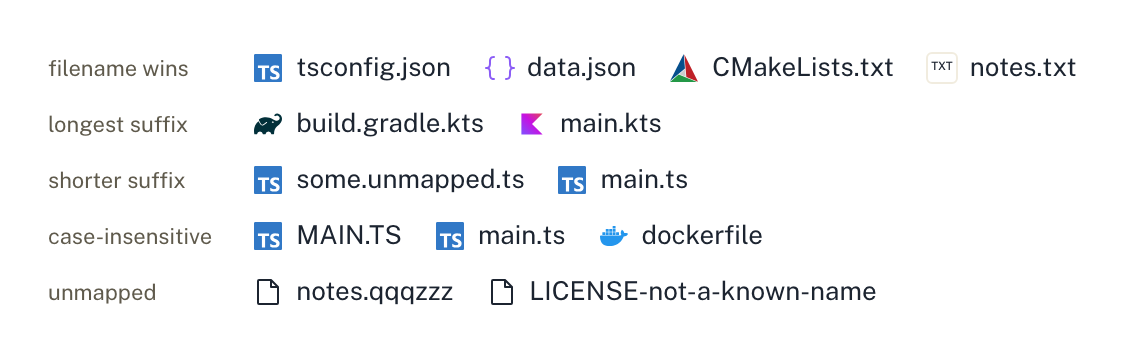 filename wins TS tsconfig.json { } data.json CMakeLists.txt TXT notes.txt
longest suffix build.gradle.kts main.kts
shorter suffix TS some.unmapped.ts TS main.ts
case-insensitive TS MAIN.TS TS main.ts dockerfile
unmapped notes.qqqzzz LICENSE-not-a-known-name